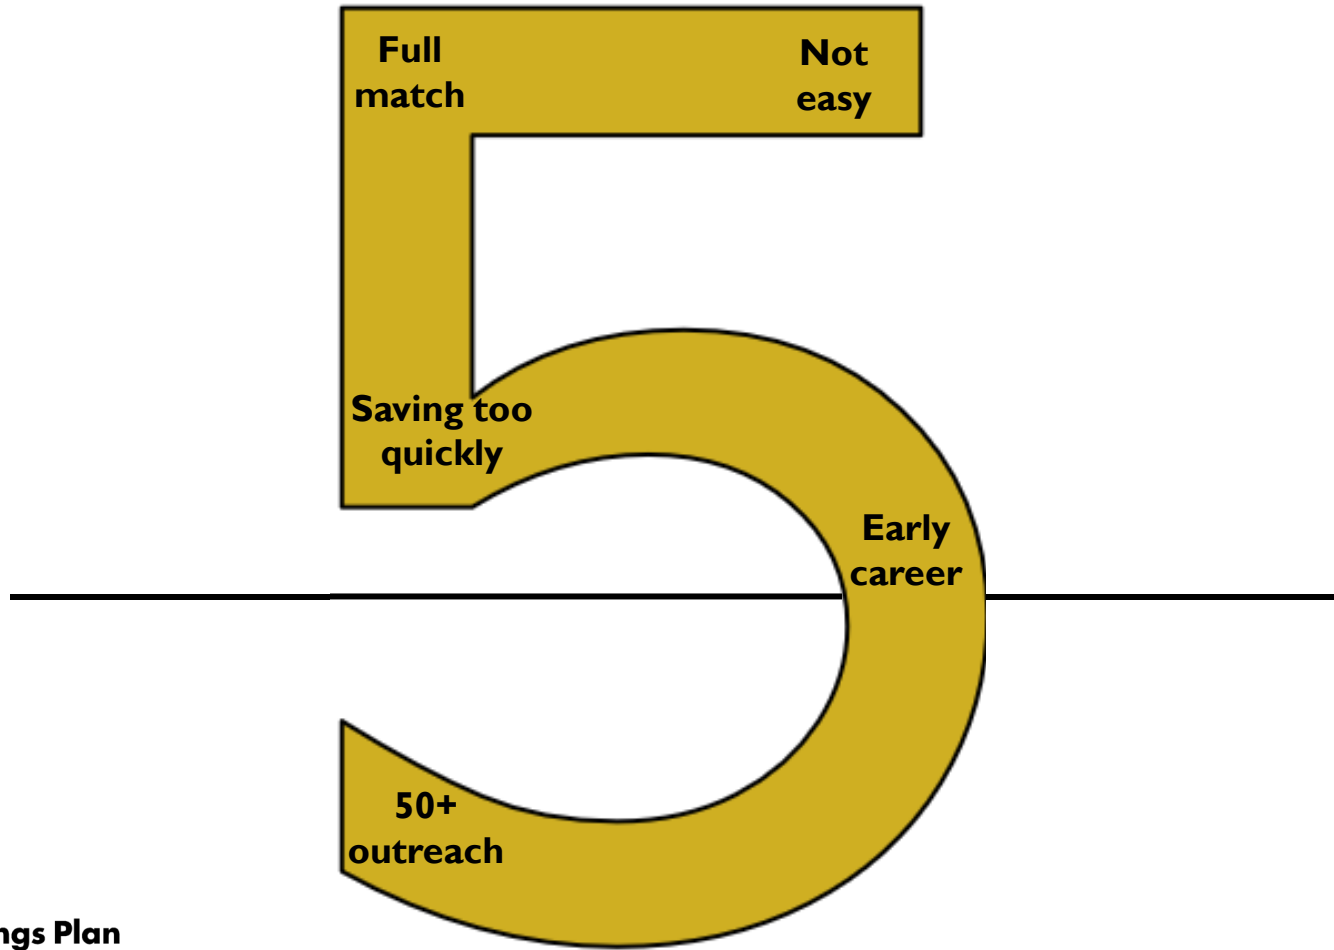 Full
match
Not
easy
Saving too
quickly
Early
career
50+
outreach
ngs Plan